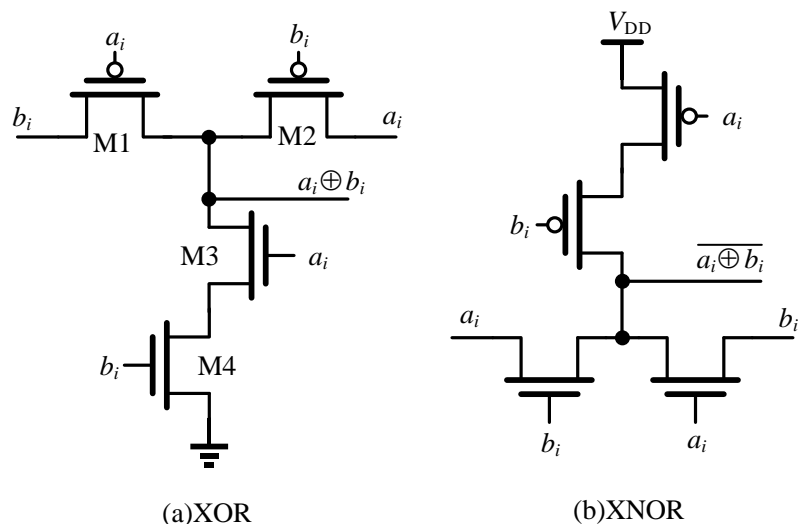 a_i
b_i
b_i
M1
M2
a_i
a_i ⊕ b_i
M3
a_i
b_i
M4
(a)XOR
V_DD
a_i
b_i
\overline{a_i ⊕ b_i}
a_i
b_i
b_i
a_i
(b)XNOR